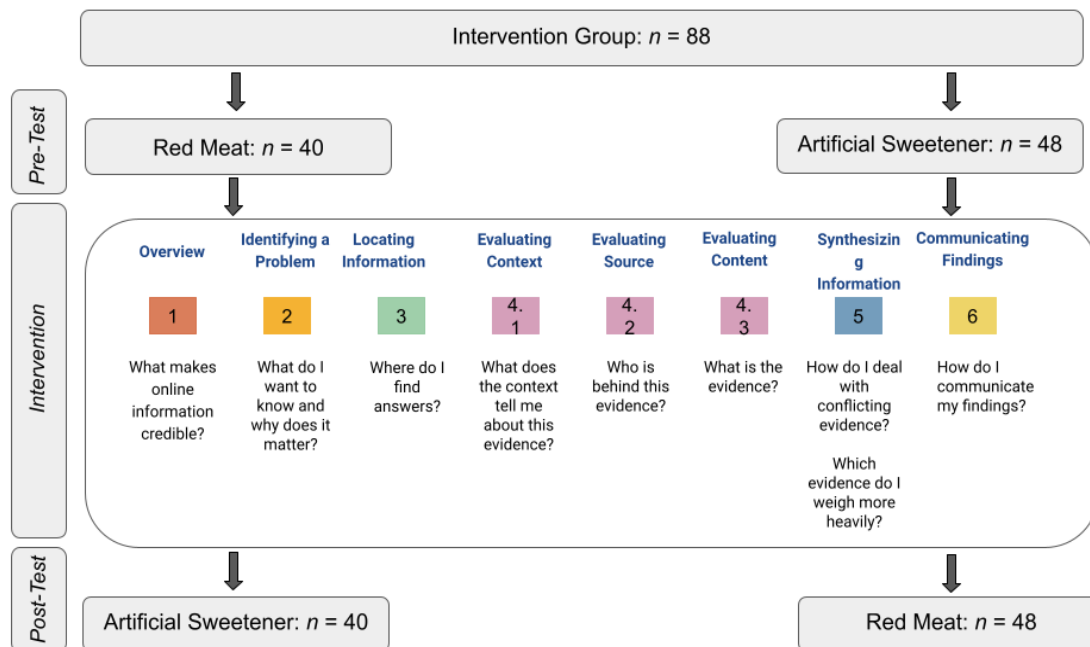 Intervention Group: n = 88
Pre-Test
Red Meat: n = 40
Artificial Sweetener: n = 48
Intervention
Overview
Identifying a
Problem
Locating
Information
Evaluating
Context
Evaluating
Source
Evaluating
Content
Synthesizin
g
Information
Communicating
Findings
1
2
3
4.
1
4.
2
4.
3
5
6
What makes
online
information
credible?
What do I
want to
know and
why does it
matter?
Where do I
find
answers?
What does
the context
tell me
about this
evidence?
Who is
behind this
evidence?
What is the
evidence?
How do I deal
with
conflicting
evidence?
Which
evidence do I
weigh more
heavily?
How do I
communicate
my findings?
Post-Test
Artificial Sweetener: n = 40
Red Meat: n = 48